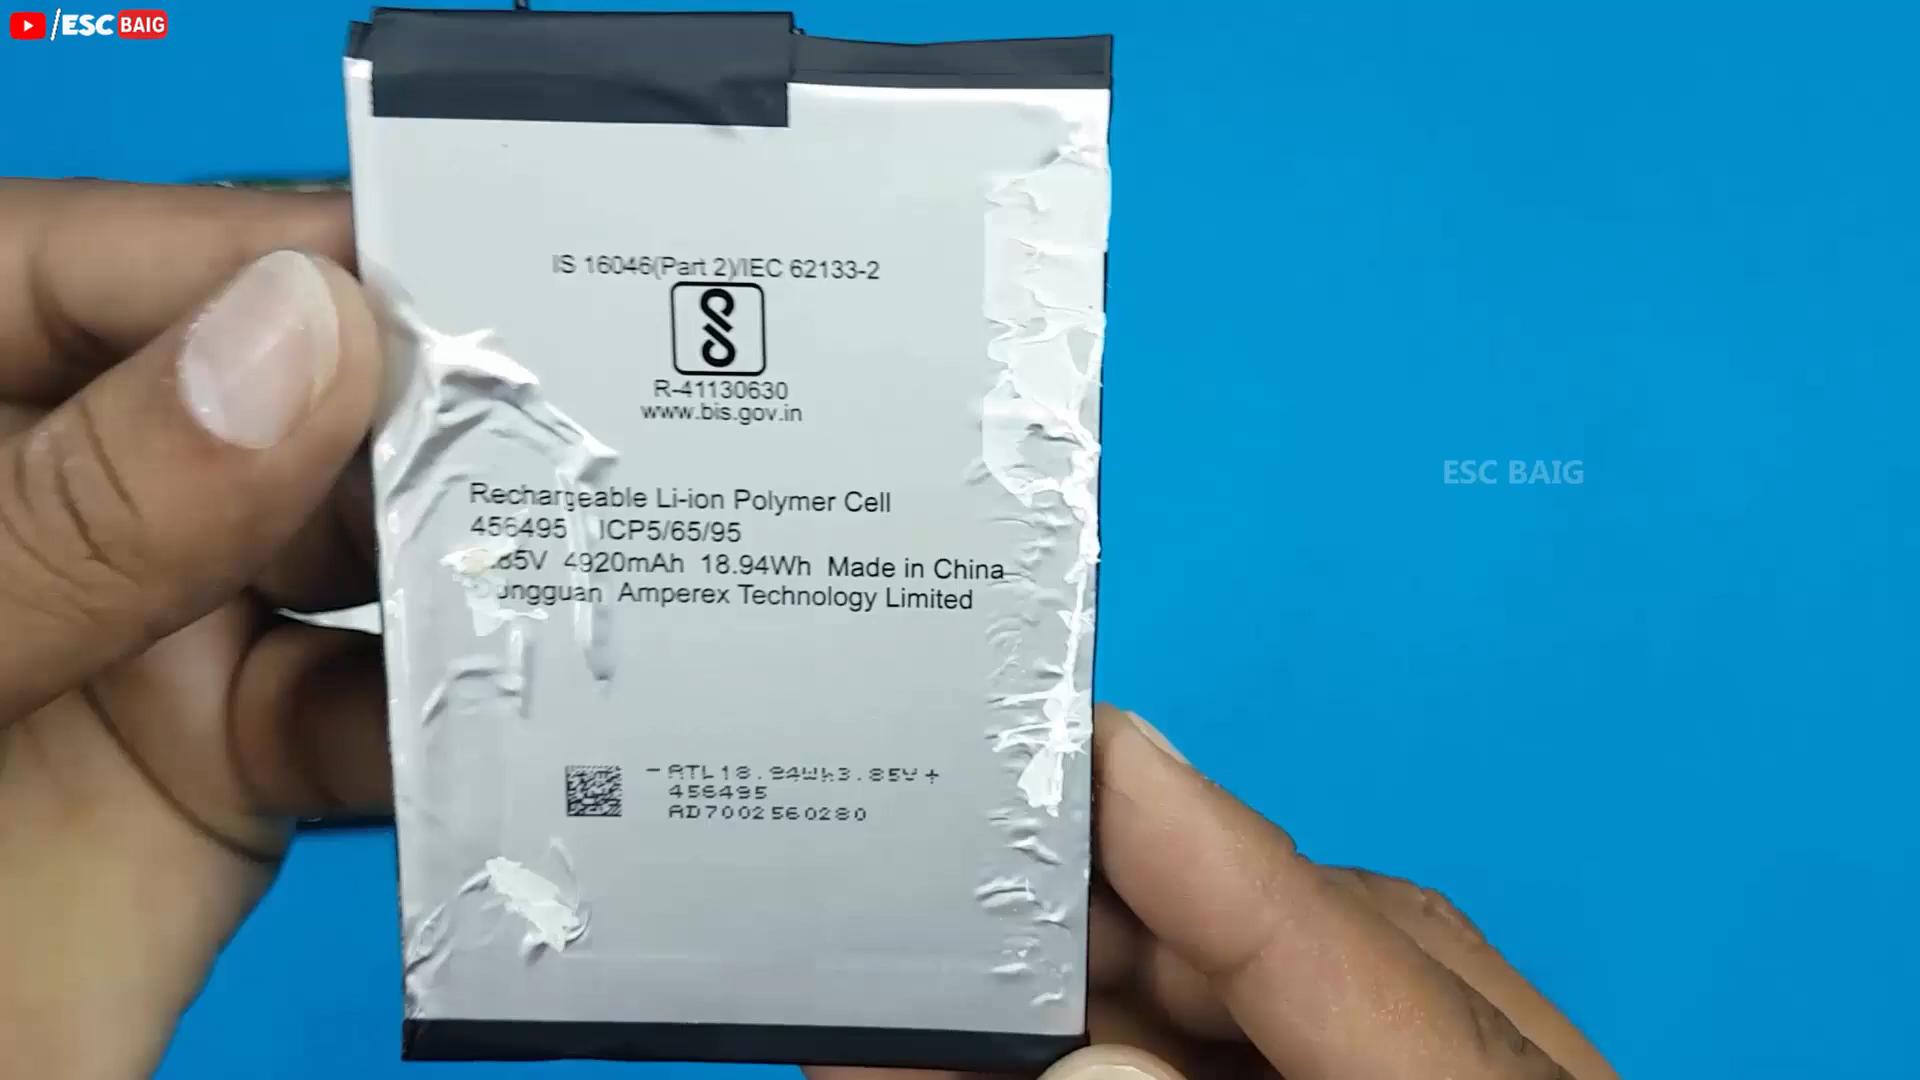 /ESC BAIG
IS 16046(Part 2)/IEC 62133-2
R-41130630
www.bis.gov.in
ESC BAIG
Rechargeable Li-ion Polymer Cell
456495 ICP5/65/95
.85V 4920mAh 18.94Wh Made in China
Dongguan Amperex Technology Limited
-ATL18.94Wh3.85V+
456495
AD7002560280